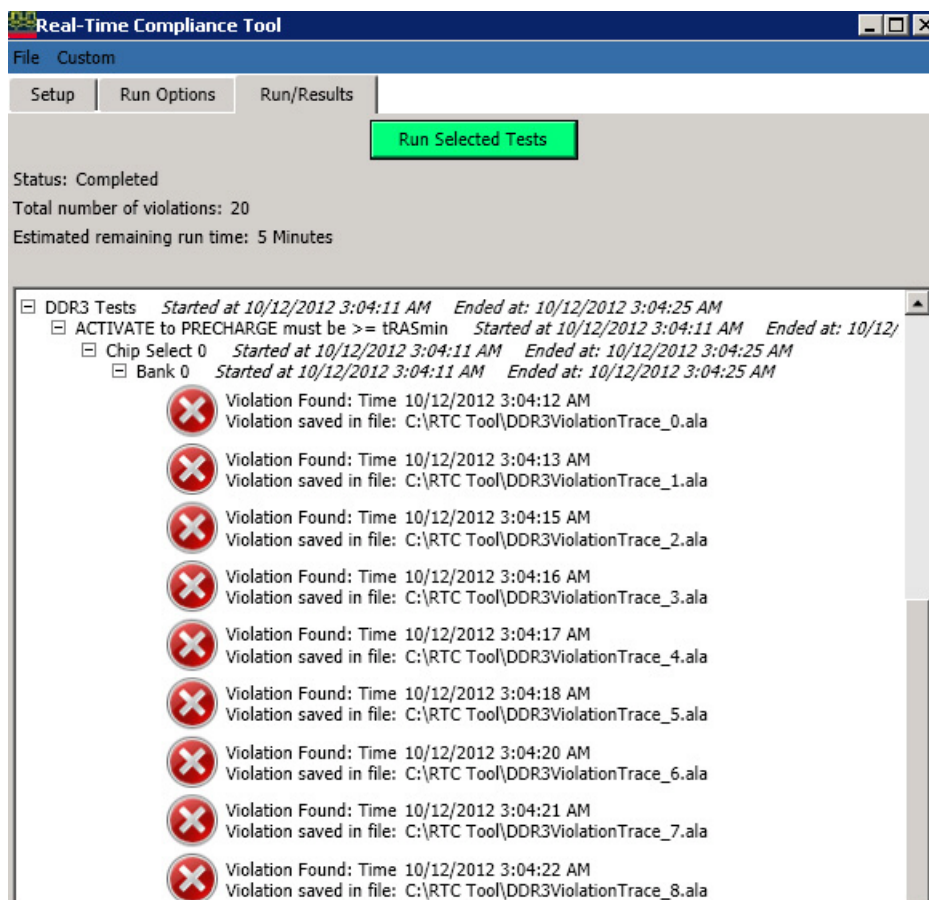 Real-Time Compliance Tool
File Custom
Setup Run Options Run/Results
Run Selected Tests
Status: Completed
Total number of violations: 20
Estimated remaining run time: 5 Minutes
DDR3 Tests Started at 10/12/2012 3:04:11 AM Ended at: 10/12/2012 3:04:25 AM
ACTIVATE to PRECHARGE must be >= tRASmin Started at 10/12/2012 3:04:11 AM Ended at: 10/12/
Chip Select 0 Started at 10/12/2012 3:04:11 AM Ended at: 10/12/2012 3:04:25 AM
Bank 0 Started at 10/12/2012 3:04:11 AM Ended at: 10/12/2012 3:04:25 AM
Violation Found: Time 10/12/2012 3:04:12 AM
Violation saved in file: C:\RTC Tool\DDR3ViolationTrace_0.ala
Violation Found: Time 10/12/2012 3:04:13 AM
Violation saved in file: C:\RTC Tool\DDR3ViolationTrace_1.ala
Violation Found: Time 10/12/2012 3:04:15 AM
Violation saved in file: C:\RTC Tool\DDR3ViolationTrace_2.ala
Violation Found: Time 10/12/2012 3:04:16 AM
Violation saved in file: C:\RTC Tool\DDR3ViolationTrace_3.ala
Violation Found: Time 10/12/2012 3:04:17 AM
Violation saved in file: C:\RTC Tool\DDR3ViolationTrace_4.ala
Violation Found: Time 10/12/2012 3:04:18 AM
Violation saved in file: C:\RTC Tool\DDR3ViolationTrace_5.ala
Violation Found: Time 10/12/2012 3:04:20 AM
Violation saved in file: C:\RTC Tool\DDR3ViolationTrace_6.ala
Violation Found: Time 10/12/2012 3:04:21 AM
Violation saved in file: C:\RTC Tool\DDR3ViolationTrace_7.ala
Violation Found: Time 10/12/2012 3:04:22 AM
Violation saved in file: C:\RTC Tool\DDR3ViolationTrace_8.ala